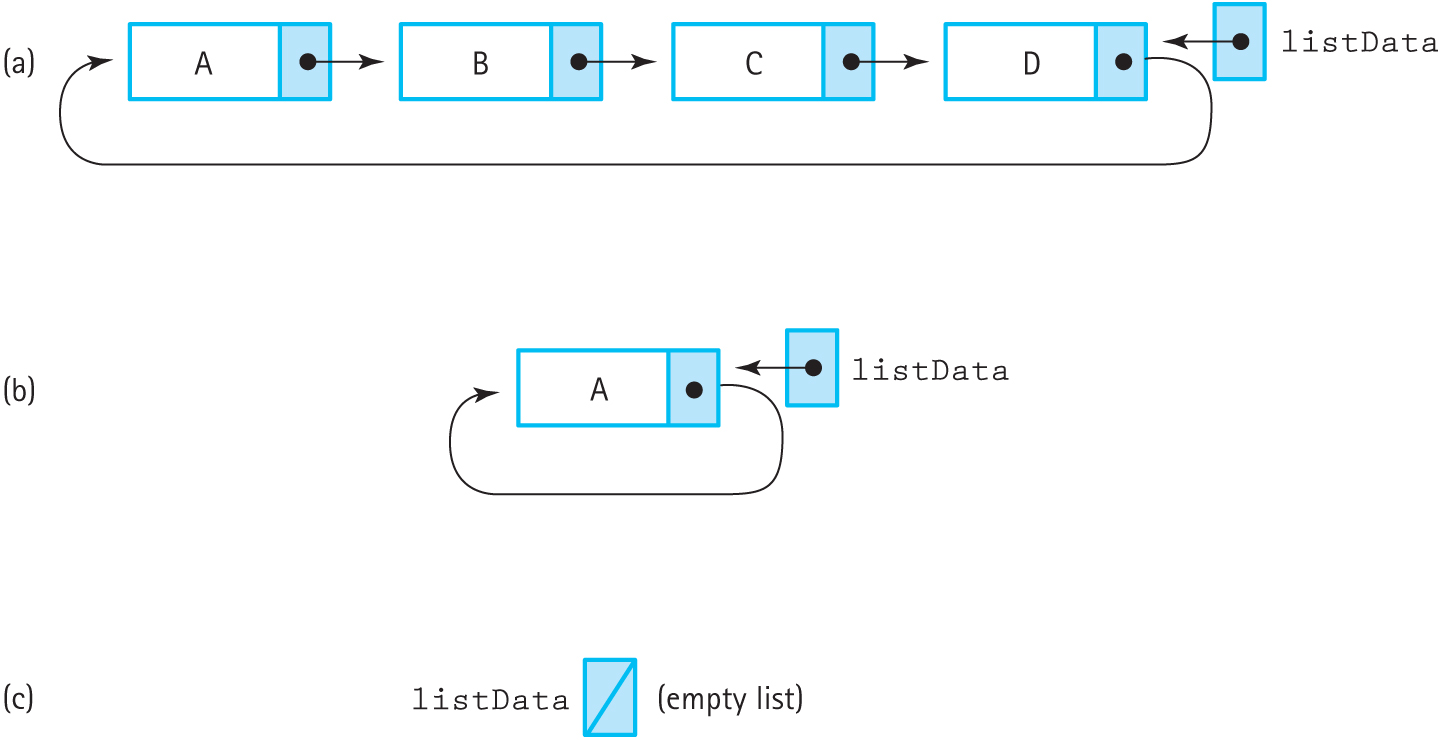 (a) A B C D listData
(b) A listData
(c) listData (empty list)